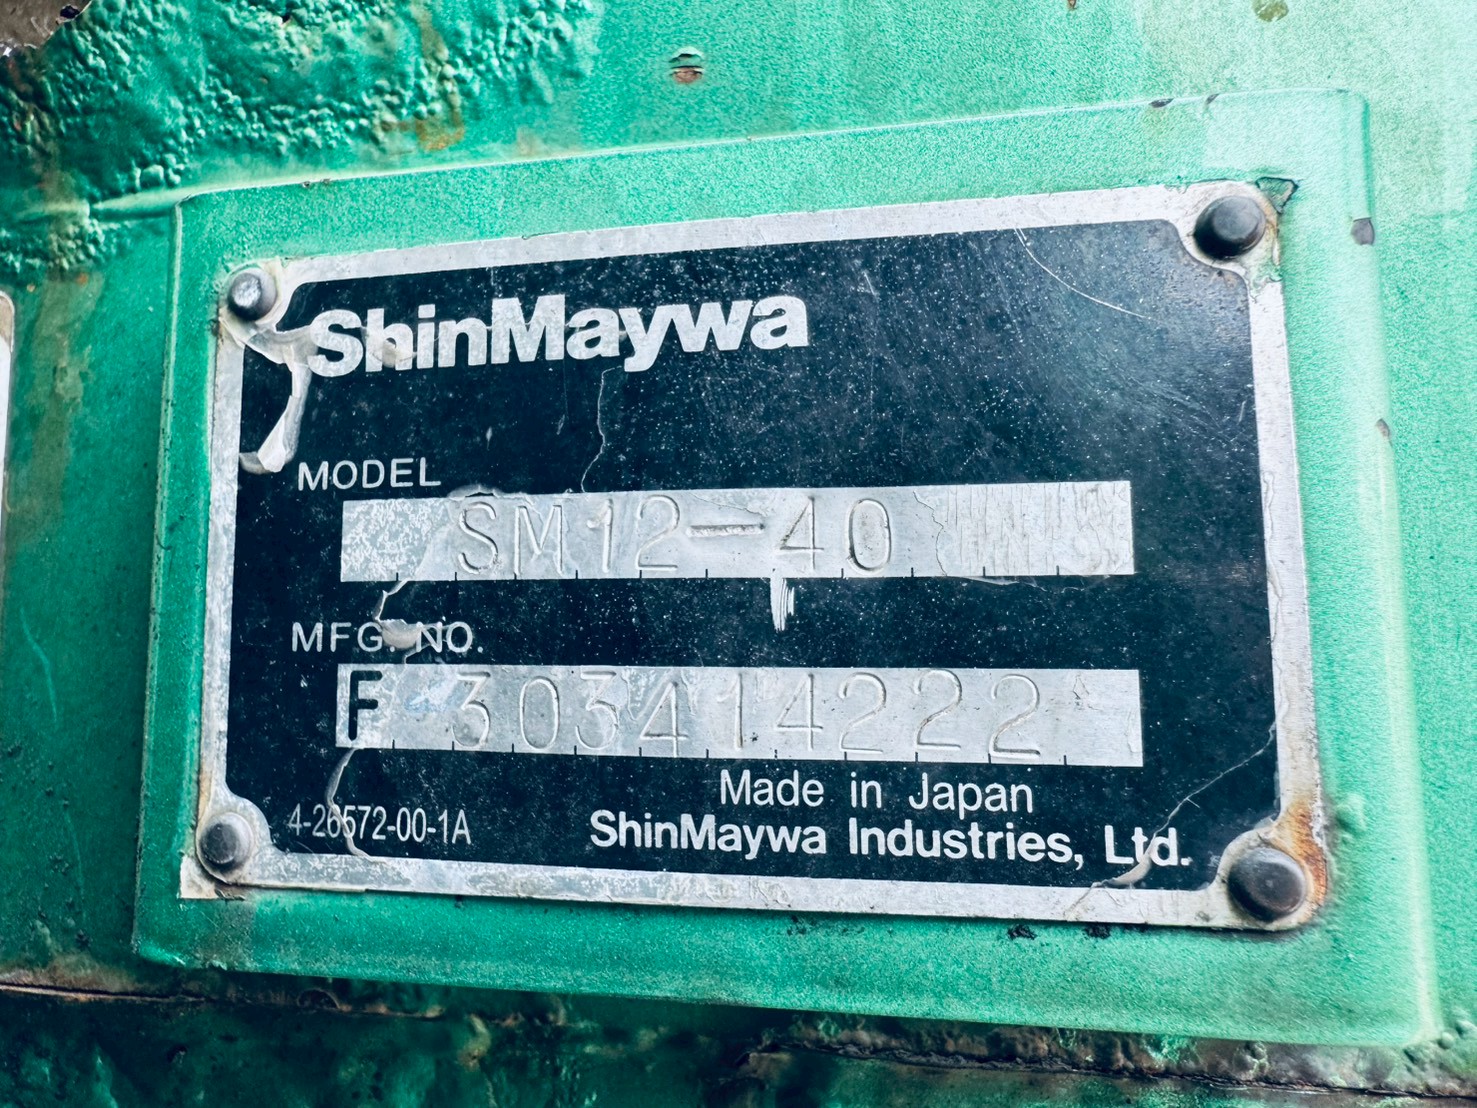 ShinMaywa
MODEL
SM12-40
MFG. NO.
F 303414222
Made in Japan
4-26572-00-1A
ShinMaywa Industries, Ltd.